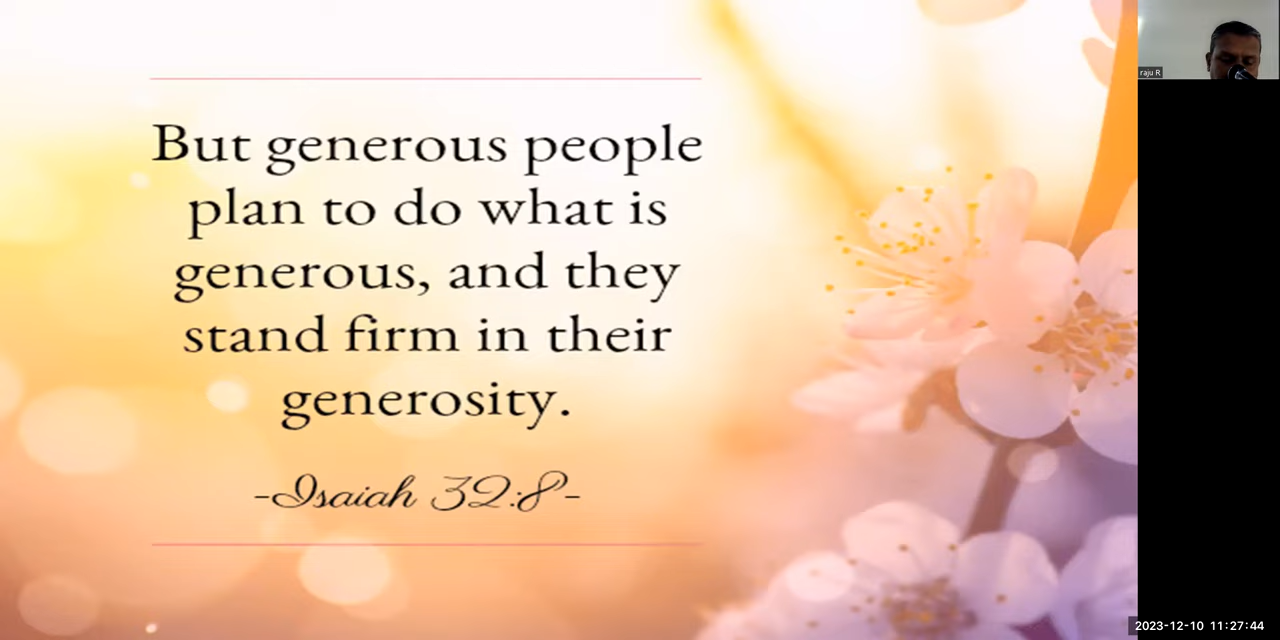 But generous people
plan to do what is
generous, and they
stand firm in their
generosity.
-Isaiah 32:8-
raju R
2023-12-10 11:27:44